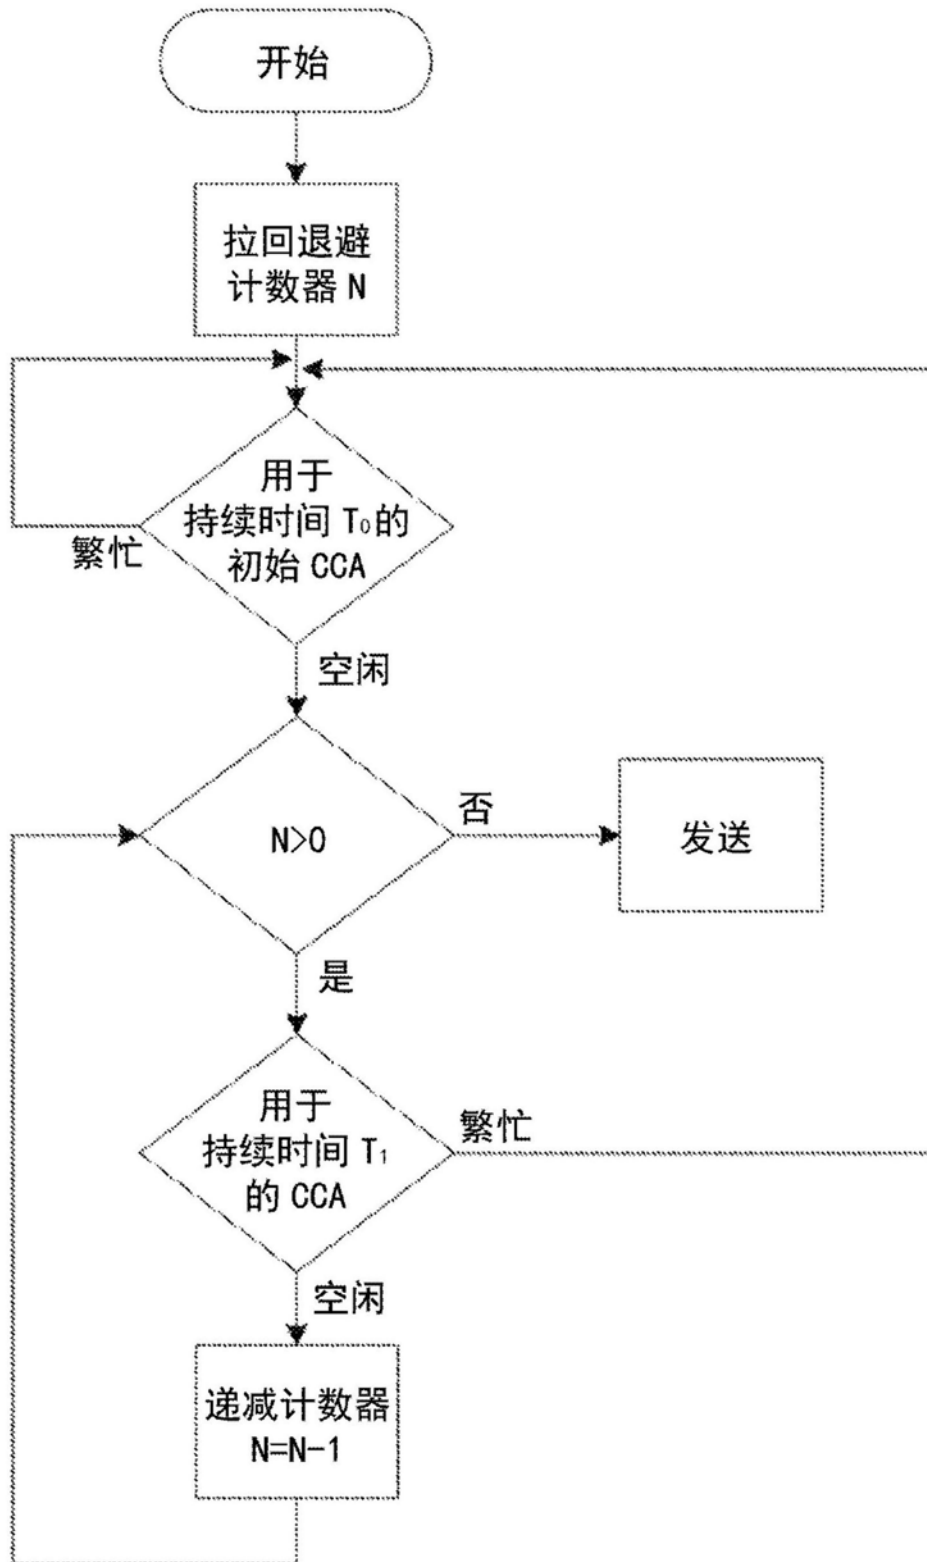 开始
拉回退避
计数器 N
用于
持续时间 T₀的
初始 CCA
繁忙
空闲
N>0
否
发送
是
用于
持续时间 T₁
的 CCA
繁忙
空闲
递减计数器
N=N-1